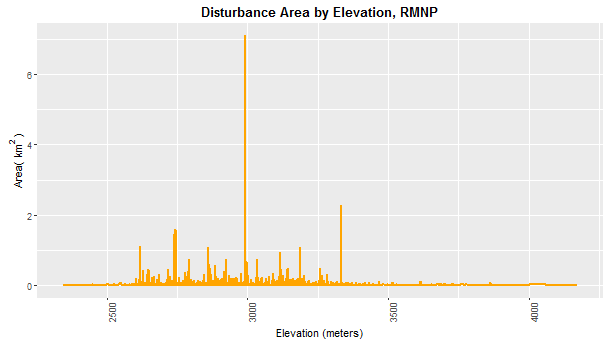 Disturbance Area by Elevation, RMNP
Area( km² )
6
4
2
0
2500
3000
3500
4000
Elevation (meters)